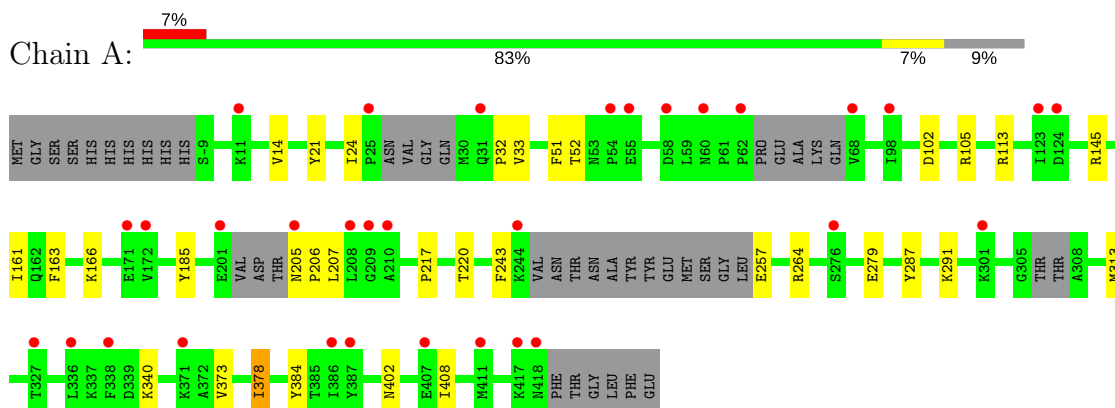 7%
Chain A:
83% 7% 9%
MET GLY SER SER HIS HIS HIS HIS HIS HIS S-9 K11 V14 Y21 I24 P25 ASN VAL GLY GLN M30 Q31 P32 V33 F51 T52 N53 P54 E55 D58 L59 N60 P61 P62 PRO GLU ALA LYS GLN V68 I98 D102 R105 R113 I123 D124 R145
I161 Q162 F163 K166 E171 V172 Y185 E201 VAL ASP THR N205 P206 L207 L208 G209 A210 P217 T220 F243 K244 VAL ASN THR ASN ALA TYR TYR GLU MET SER GLY LEU E257 R264 S276 E279 Y287 K291 K301 G305 THR THR A308 M313
T327 L336 K337 F338 D339 K340 K371 A372 V373 I378 Y384 T385 I386 Y387 N402 E407 I408 M411 K417 N418 PHE THR GLY LEU PHE GLU